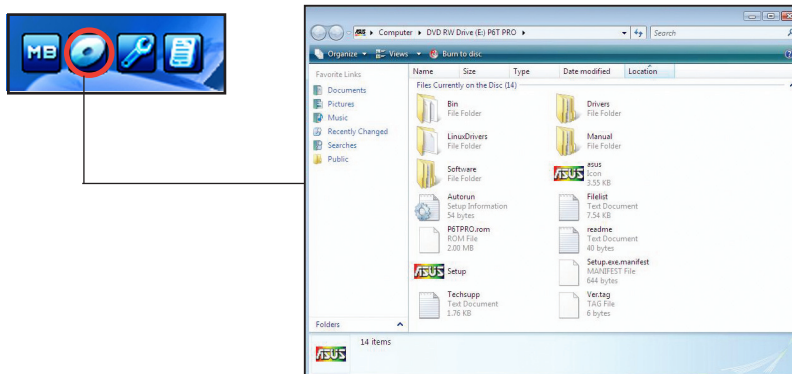 MB
Computer ▸ DVD RW Drive (E:) P6T PRO ▸
Search
Organize Views Burn to disc
Favorite Links
Documents
Pictures
Music
Recently Changed
Searches
Public
Folders
Name Size Type Date modified Location
Files Currently on the Disc (14)
Bin
File Folder
Drivers
File Folder
LinuxDrivers
File Folder
Manual
File Folder
Software
File Folder
ASUS
asus
Icon
3.55 KB
Autorun
Setup Information
54 bytes
Filelist
Text Document
7.54 KB
P6TPRO.rom
ROM File
2.00 MB
readme
Text Document
40 bytes
ASUS
Setup
Setup.exe.manifest
MANIFEST File
644 bytes
Techsupp
Text Document
1.76 KB
Ver.tag
TAG File
6 bytes
ASUS
14 items